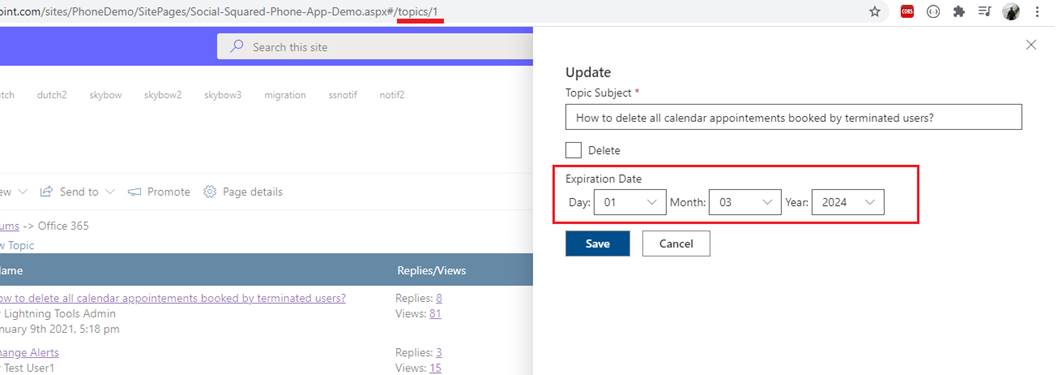 oint.com/sites/PhoneDemo/SitePages/Social-Squared-Phone-App-Demo.aspx#/topics/1
CORS
Search this site
utch dutch2 skybow skybow2 skybow3 migration ssnotif notif2
ew Send to Promote Page details
ums -> Office 365
w Topic
lame Replies/Views
ow to delete all calendar appointements booked by terminated users? Replies: 8
y Lightning Tools Admin Views: 81
nuary 9th 2021, 5:18 pm
hange Alerts Replies: 3
y Test User1 Views: 15
Update
Topic Subject *
How to delete all calendar appointements booked by terminated users?
Delete
Expiration Date
Day: 01 Month: 03 Year: 2024
Save Cancel